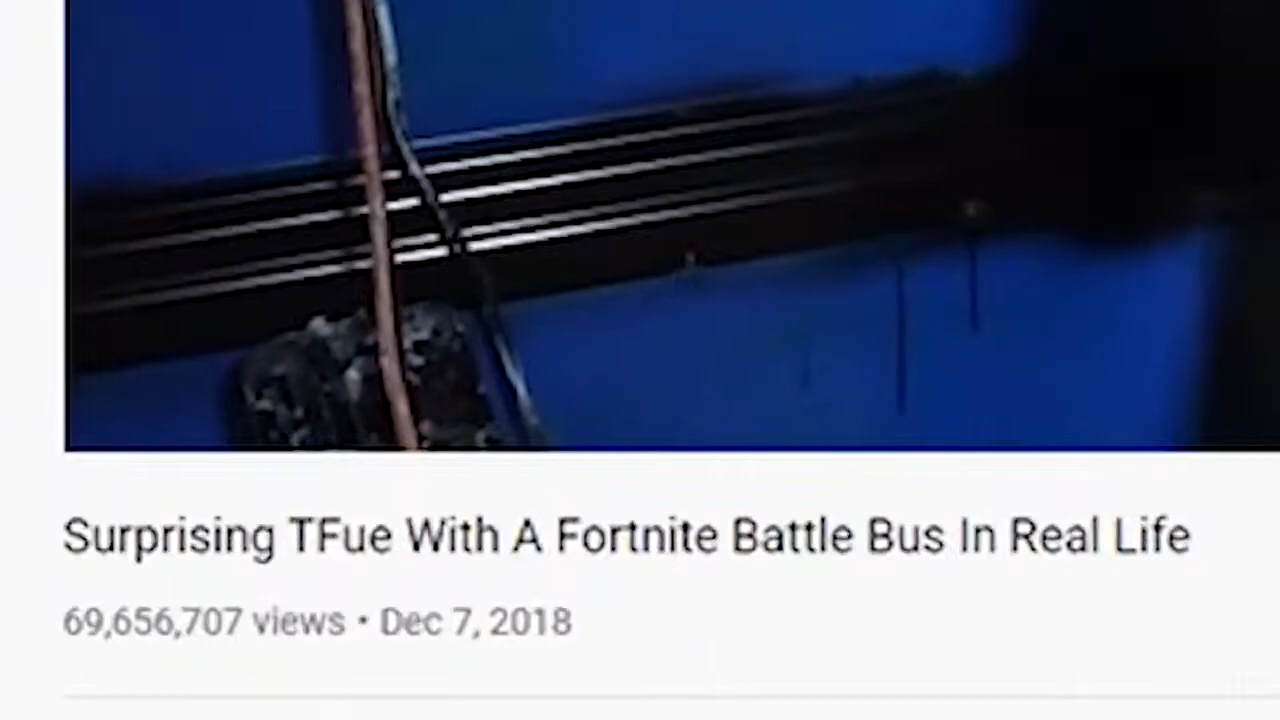 Surprising TFue With A Fortnite Battle Bus In Real Life
69,656,707 views • Dec 7, 2018